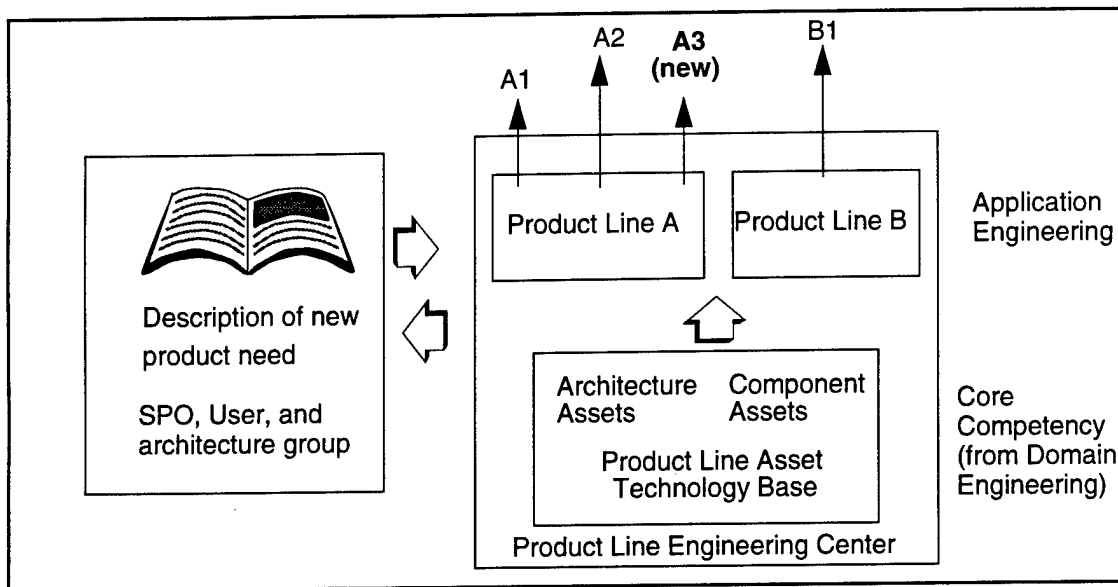 A1
A2
A3
(new)
B1
Description of new
product need
SPO, User, and
architecture group
Product Line A
Product Line B
Application
Engineering
Architecture
Assets
Component
Assets
Product Line Asset
Technology Base
Product Line Engineering Center
Core
Competency
(from Domain
Engineering)